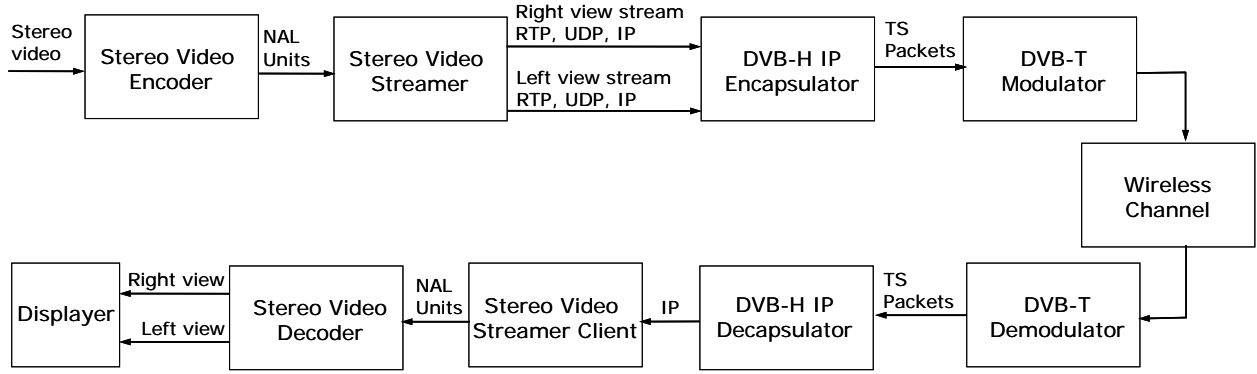 Stereo
video
Stereo Video
Encoder
NAL
Units
Stereo Video
Streamer
Right view stream
RTP, UDP, IP
Left view stream
RTP, UDP, IP
DVB-H IP
Encapsulator
TS
Packets
DVB-T
Modulator
Wireless
Channel
DVB-T
Demodulator
TS
Packets
DVB-H IP
Decapsulator
IP
Stereo Video
Streamer Client
NAL
Units
Stereo Video
Decoder
Right view
Left view
Displayer